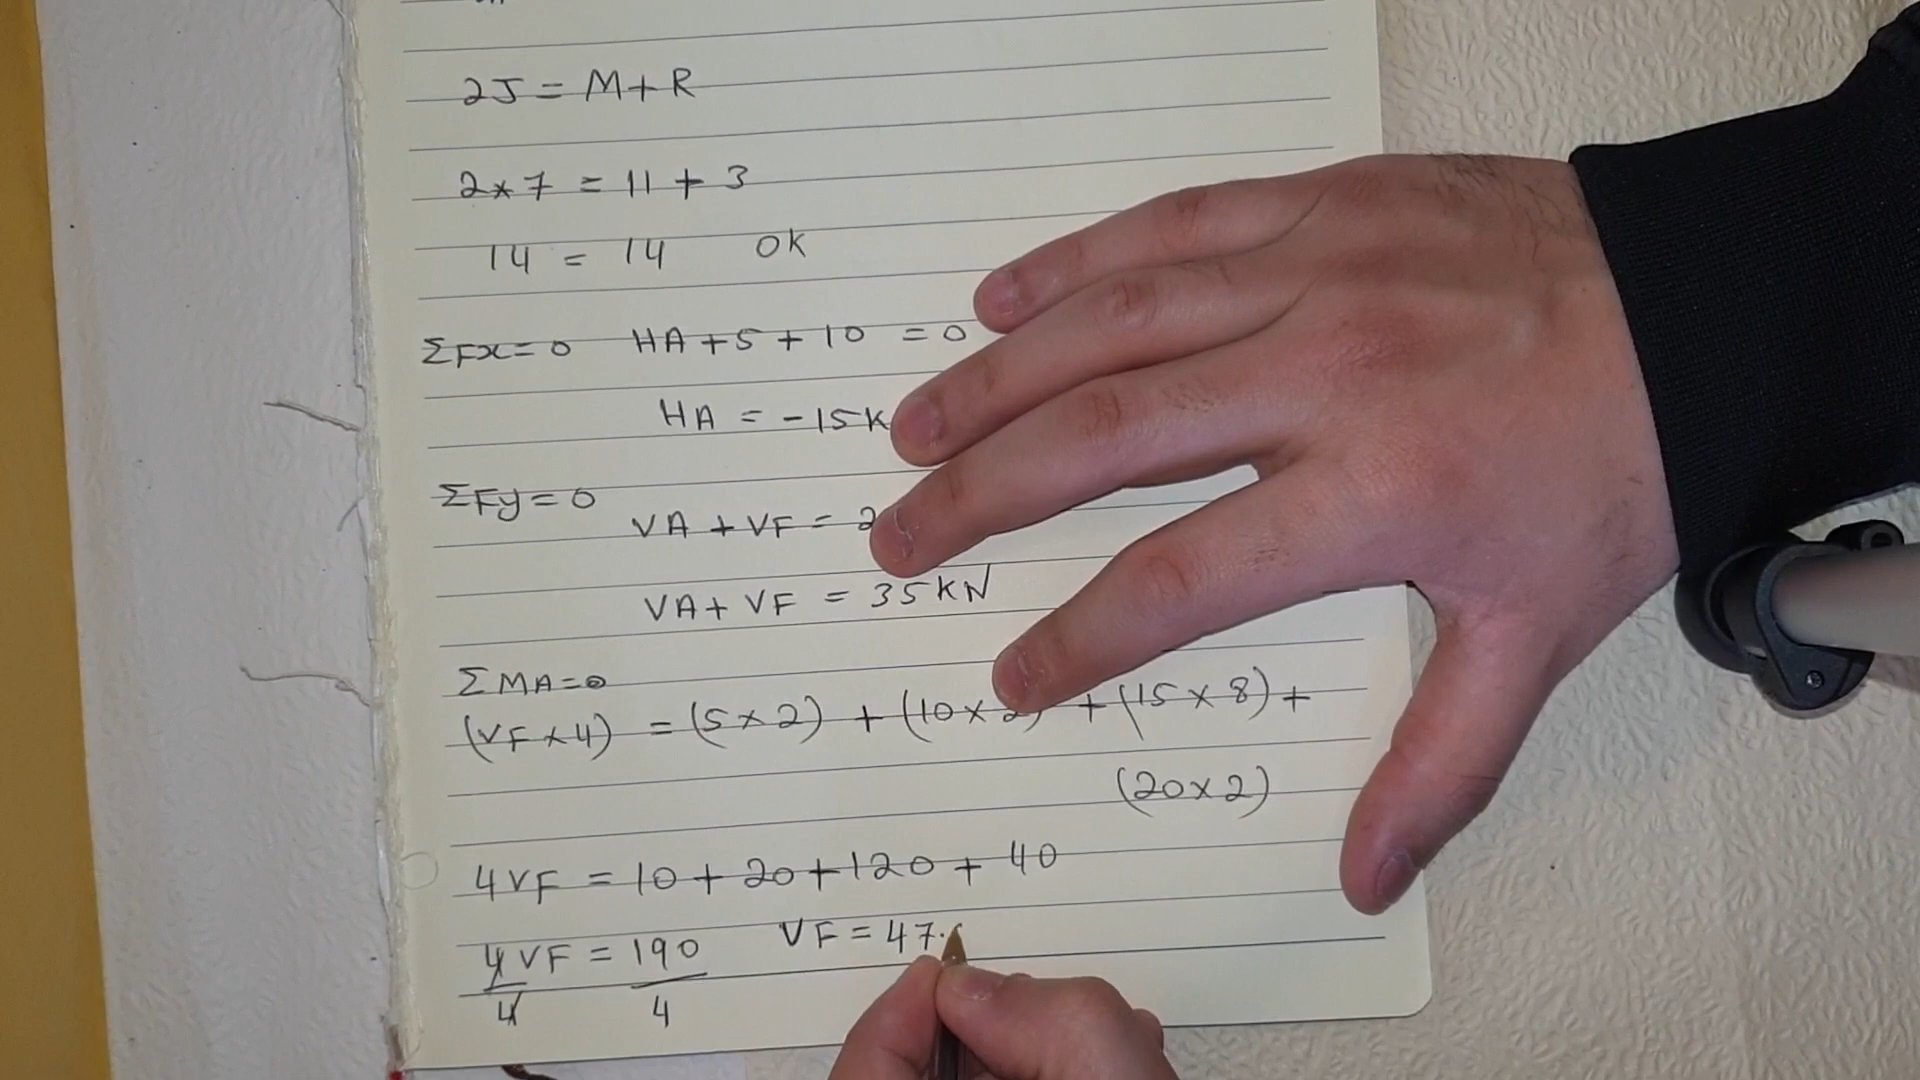 2J = M+R
2*7 = 11 + 3
14 = 14 OK
ΣFx=0 HA+5+10 = 0
HA = -15K
ΣFy=0
VA + VF = 2
VA+ VF = 35KN
ΣMA=0
(VF x 4) = (5 x 2) + (10 x 2) + (15 x 8) +
(20 x 2)
4VF = 10 + 20 + 120 + 40
4VF = 190 VF = 47.
4 4